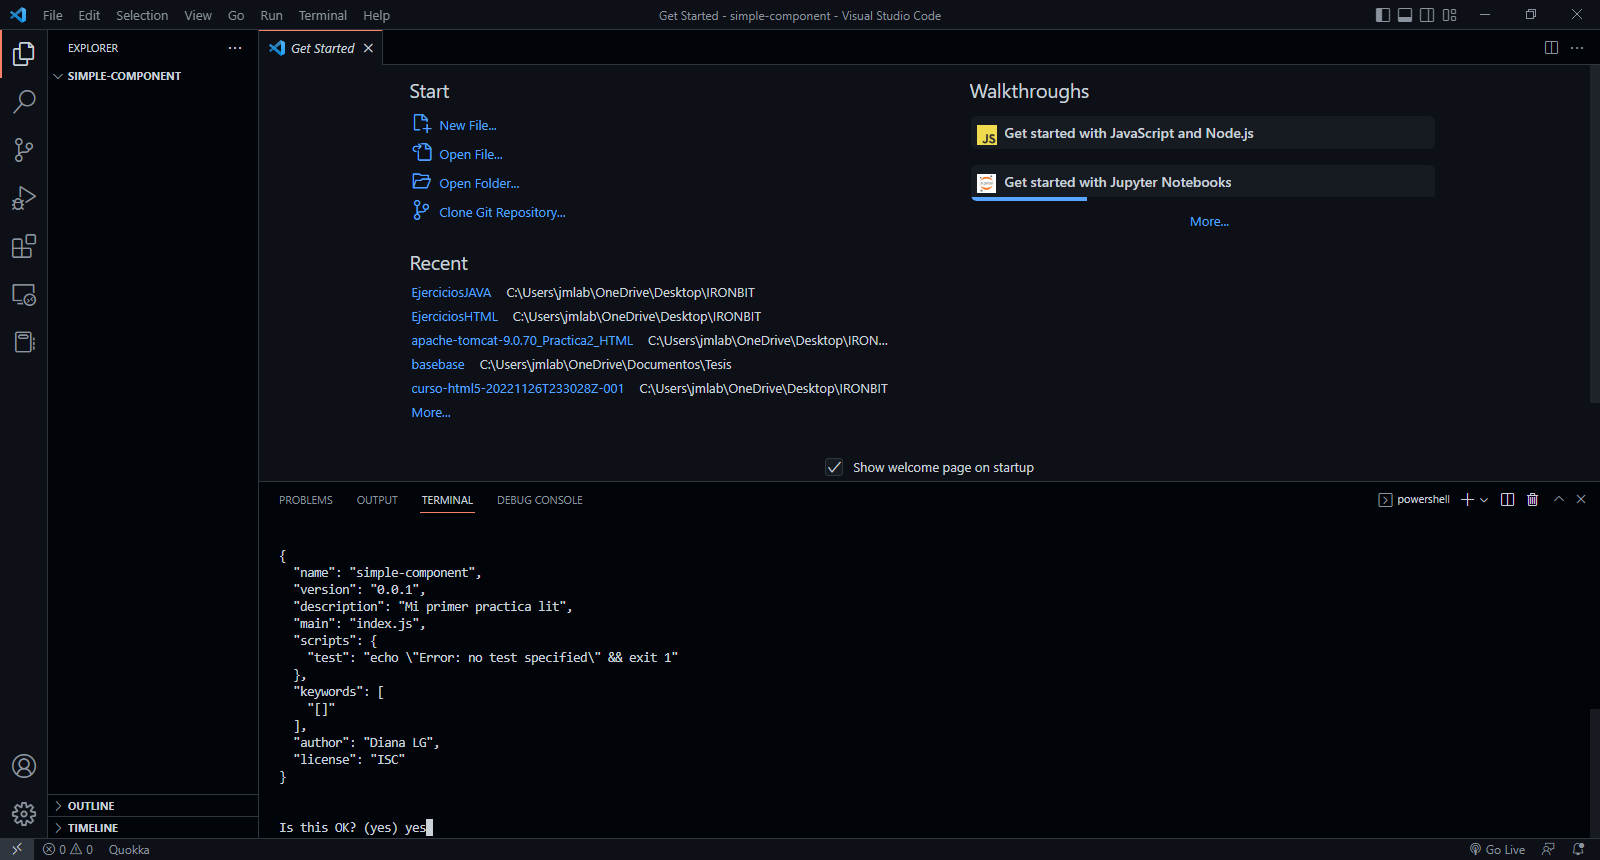 File Edit Selection View Go Run Terminal Help
Get Started - simple-component - Visual Studio Code
EXPLORER
SIMPLE-COMPONENT
OUTLINE
TIMELINE
Get Started
Start
New File...
Open File...
Open Folder...
Clone Git Repository...
Recent
EjerciciosJAVA C:\Users\jmlab\OneDrive\Desktop\IRONBIT
EjerciciosHTML C:\Users\jmlab\OneDrive\Desktop\IRONBIT
apache-tomcat-9.0.70_Practica2_HTML C:\Users\jmlab\OneDrive\Desktop\IRON...
basebase C:\Users\jmlab\OneDrive\Documentos\Tesis
curso-html5-20221126T233028Z-001 C:\Users\jmlab\OneDrive\Desktop\IRONBIT
More...
Walkthroughs
JS Get started with JavaScript and Node.js
Get started with Jupyter Notebooks
More...
Show welcome page on startup
PROBLEMS OUTPUT TERMINAL DEBUG CONSOLE
powershell
{
  "name": "simple-component",
  "version": "0.0.1",
  "description": "Mi primer practica lit",
  "main": "index.js",
  "scripts": {
    "test": "echo \"Error: no test specified\" && exit 1"
  },
  "keywords": [
    "[]"
  ],
  "author": "Diana LG",
  "license": "ISC"
}
Is this OK? (yes) yes
0 0 Quokka
Go Live